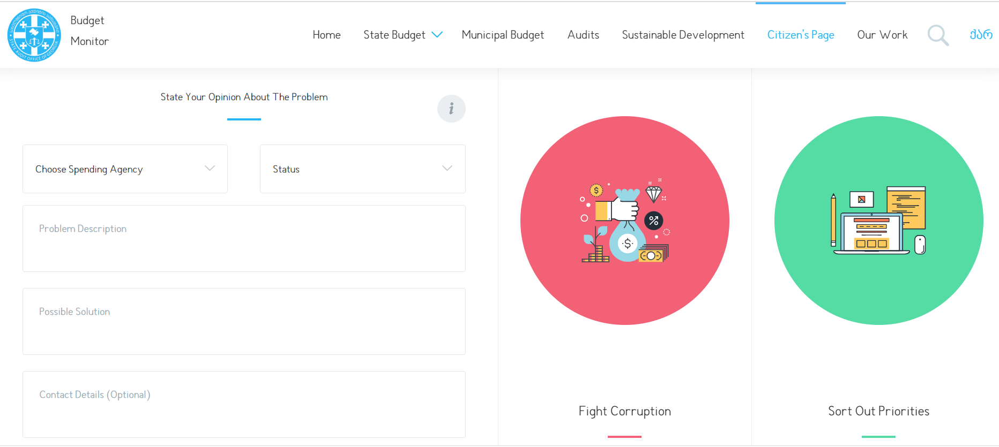 Budget
Monitor
Home
State Budget
Municipal Budget
Audits
Sustainable Development
Citizen's Page
Our Work
ქარ
STATE AUDIT OFFICE OF GEORGIA
State Your Opinion About The Problem
i
Choose Spending Agency
Status
Problem Description
Possible Solution
Contact Details (Optional)
$
%
$
Fight Corruption
Sort Out Priorities